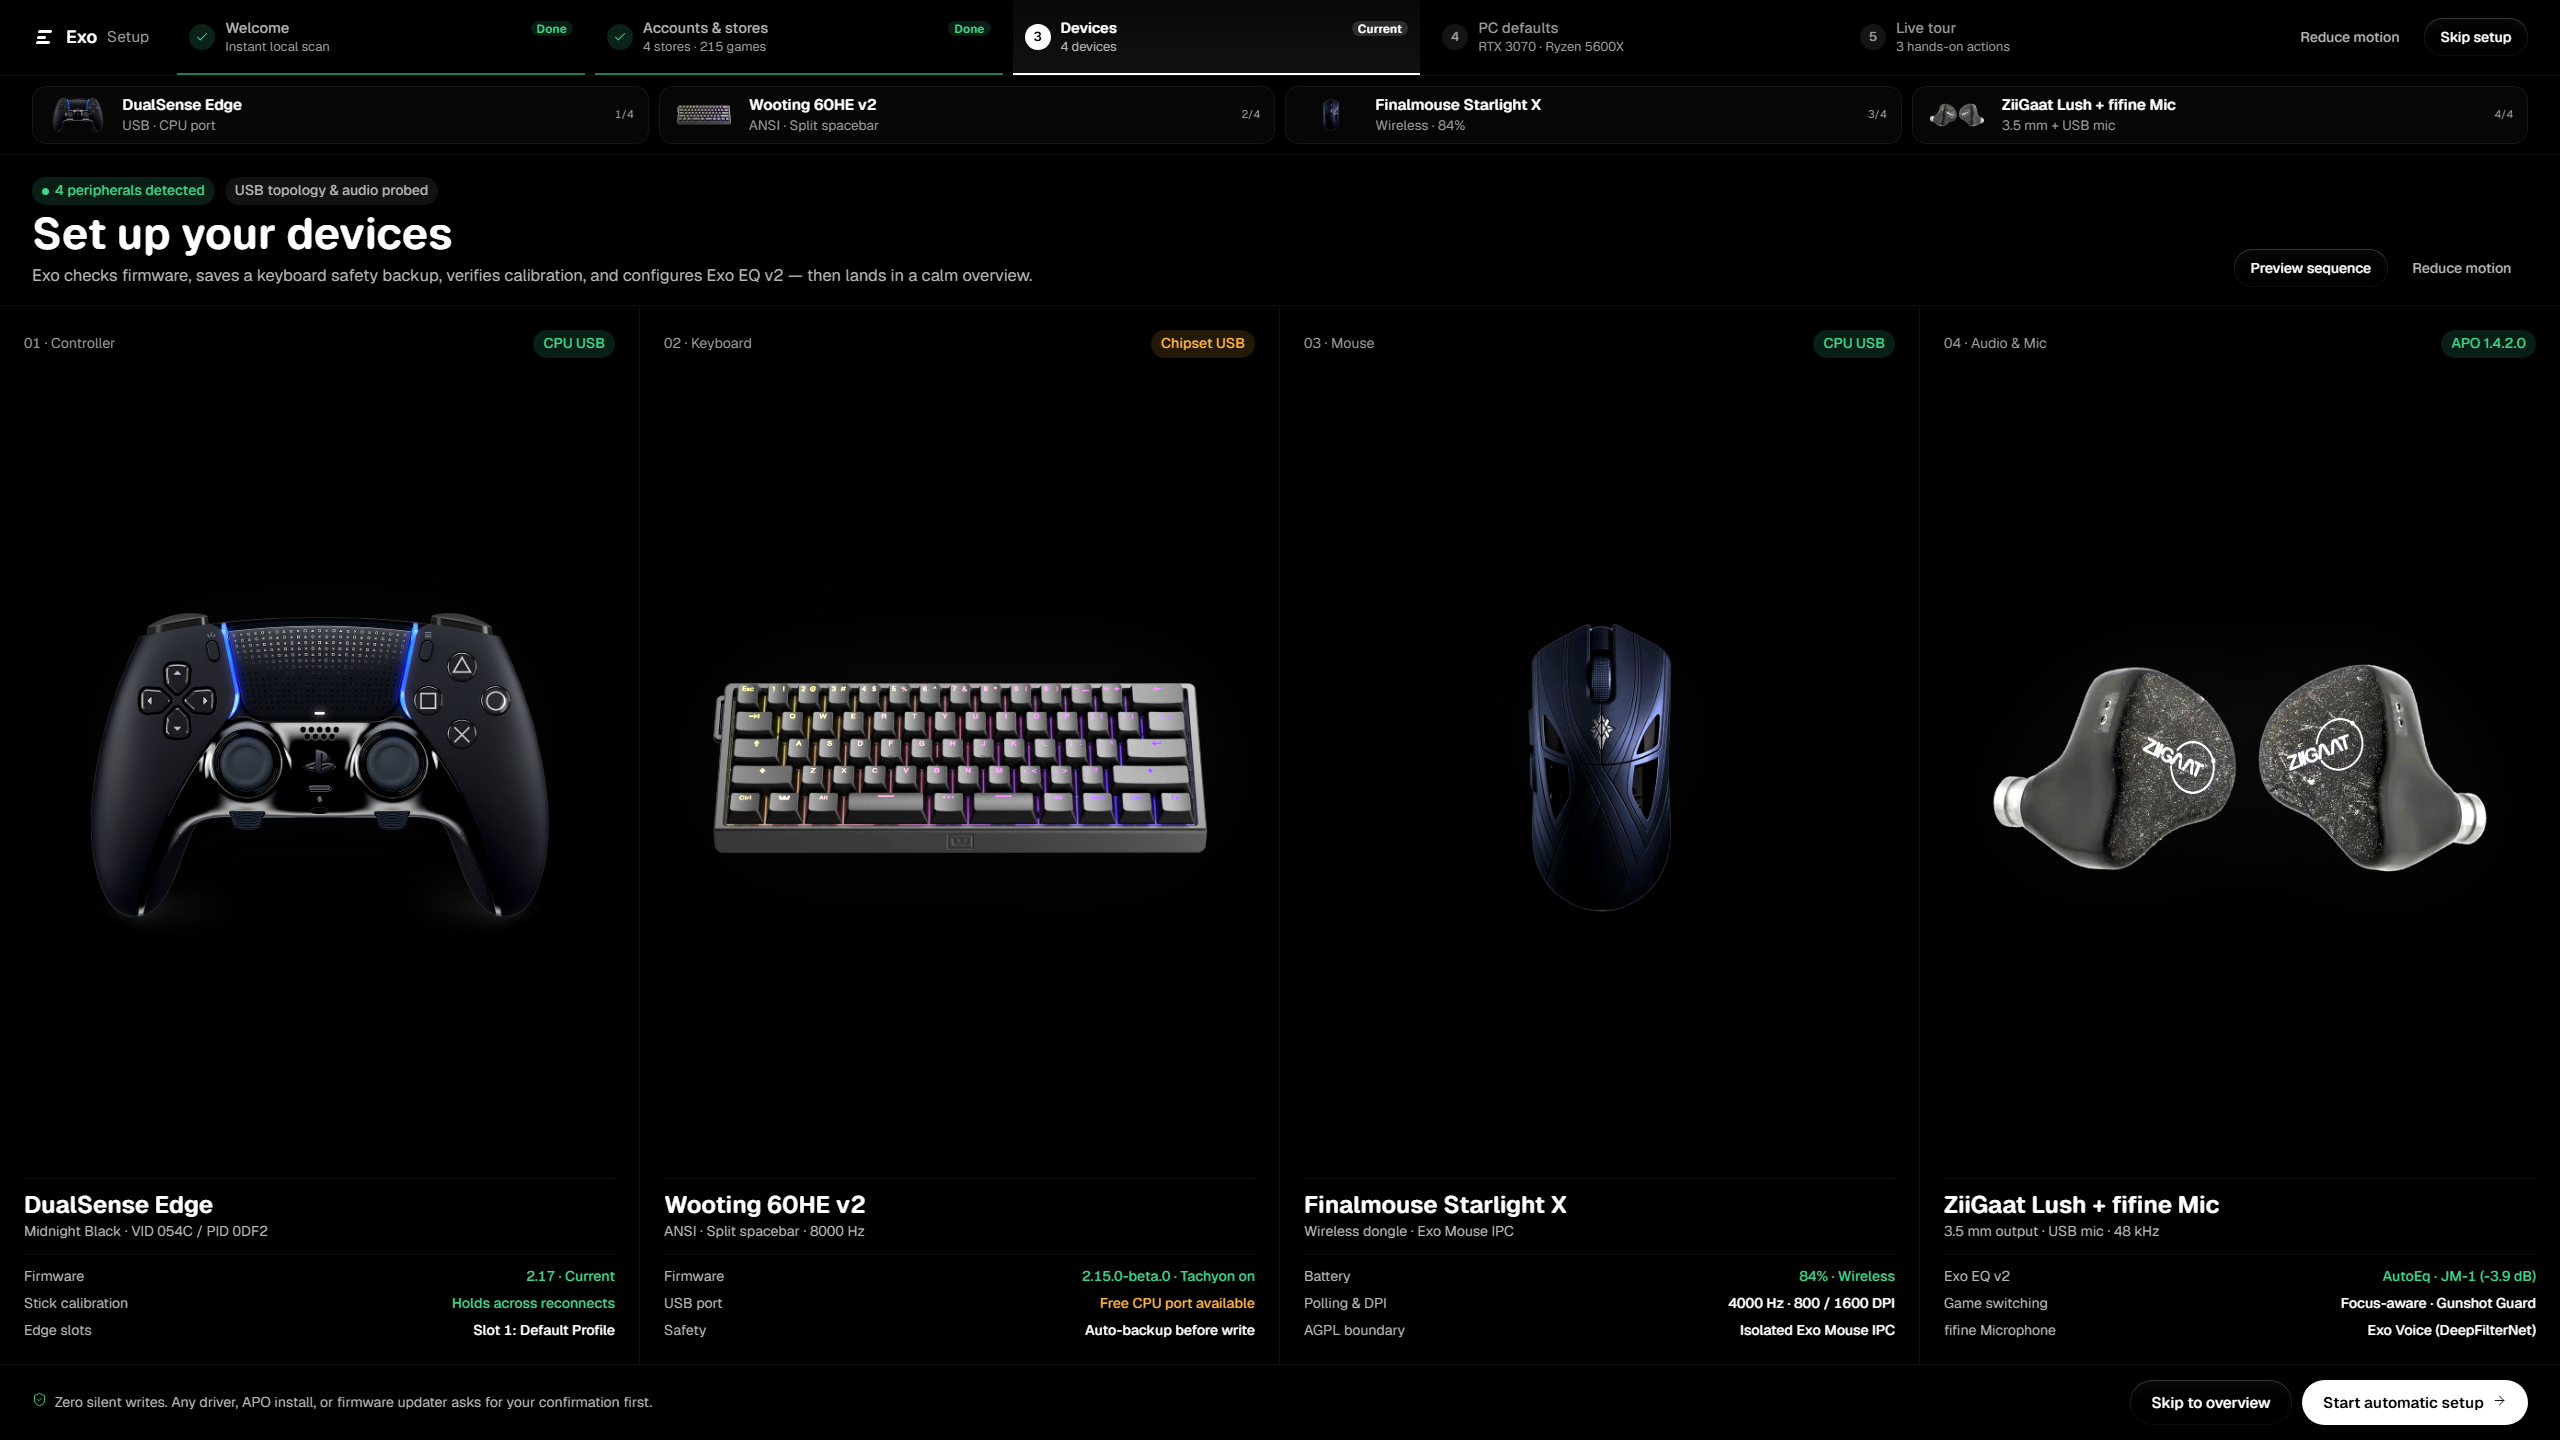 Exo Setup
Welcome
Instant local scan
Done
Accounts & stores
4 stores · 215 games
Done
3
Devices
4 devices
Current
4
PC defaults
RTX 3070 · Ryzen 5600X
5
Live tour
3 hands-on actions
Reduce motion
Skip setup
DualSense Edge
USB · CPU port
1/4
Wooting 60HE v2
ANSI · Split spacebar
2/4
Finalmouse Starlight X
Wireless · 84%
3/4
ZiiGaat Lush + fifine Mic
3.5 mm + USB mic
4/4
4 peripherals detected
USB topology & audio probed
Set up your devices
Exo checks firmware, saves a keyboard safety backup, verifies calibration, and configures Exo EQ v2 — then lands in a calm overview.
Preview sequence
Reduce motion
01 · Controller
CPU USB
02 · Keyboard
Chipset USB
03 · Mouse
CPU USB
04 · Audio & Mic
APO 1.4.2.0
Esc
Q W E R T Y U
A S D F G H J K L
Z X C V B N M
Ctrl Alt
ZiiGAAT
ZiiGAAT
DualSense Edge
Midnight Black · VID 054C / PID 0DF2
Firmware
2.17 · Current
Stick calibration
Holds across reconnects
Edge slots
Slot 1: Default Profile
Wooting 60HE v2
ANSI · Split spacebar · 8000 Hz
Firmware
2.15.0-beta.0 · Tachyon on
USB port
Free CPU port available
Safety
Auto-backup before write
Finalmouse Starlight X
Wireless dongle · Exo Mouse IPC
Battery
84% · Wireless
Polling & DPI
4000 Hz · 800 / 1600 DPI
AGPL boundary
Isolated Exo Mouse IPC
ZiiGaat Lush + fifine Mic
3.5 mm output · USB mic · 48 kHz
Exo EQ v2
AutoEq · JM-1 (-3.9 dB)
Game switching
Focus-aware · Gunshot Guard
fifine Microphone
Exo Voice (DeepFilterNet)
Zero silent writes. Any driver, APO install, or firmware updater asks for your confirmation first.
Skip to overview
Start automatic setup